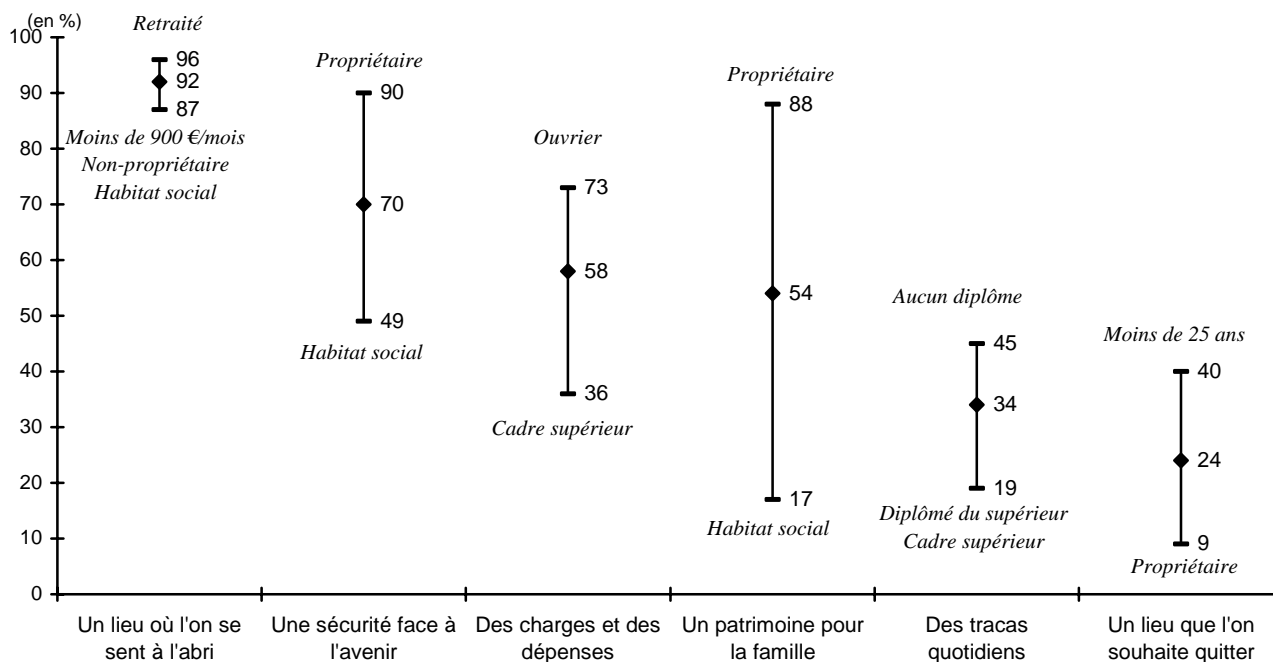 (en %)
100
90
80
70
60
50
40
30
20
10
0
Retraité
96
92
87
Moins de 900 €/mois
Non-propriétaire
Habitat social
Propriétaire
90
70
49
Habitat social
Ouvrier
73
58
36
Cadre supérieur
Propriétaire
88
54
17
Habitat social
Aucun diplôme
45
34
19
Diplômé du supérieur
Cadre supérieur
Moins de 25 ans
40
24
9
Propriétaire
Un lieu où l'on se
sent à l'abri
Une sécurité face à
l'avenir
Des charges et des
dépenses
Un patrimoine pour
la famille
Des tracas
quotidiens
Un lieu que l'on
souhaite quitter